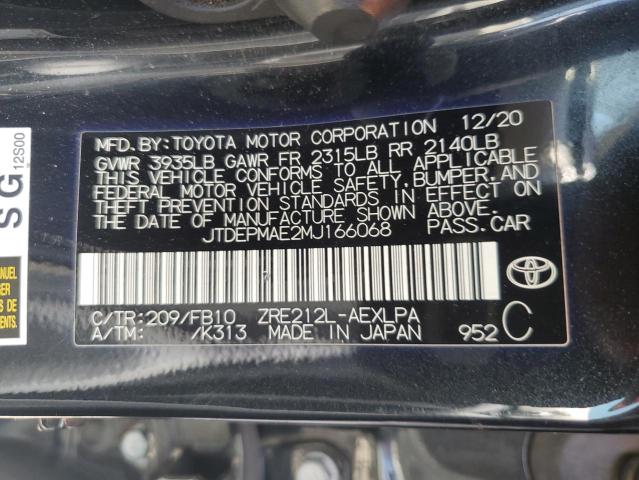 MFD.BY:TOYOTA MOTOR CORPORATION 12/20
GVWR 3935LB GAWR FR 2315LB RR 2140LB
THIS VEHICLE CONFORMS TO ALL APPLICABLE
FEDERAL MOTOR VEHICLE SAFETY,BUMPER,AND
THEFT PREVENTION STANDARDS IN EFFECT ON
THE DATE OF MANUFACTURE SHOWN ABOVE.
JTDEPMAE2MJ166068 PASS.CAR
C/TR:209/FB10 ZRE212L-AEXLPA
A/TM: /K313 MADE IN JAPAN 952 C
SG
12S00